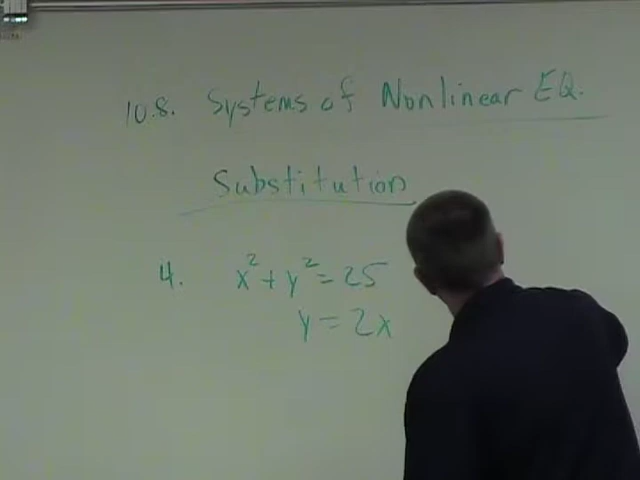 10.8. Systems of Nonlinear EQ.
Substitution
4. x² + y² = 25
y = 2x